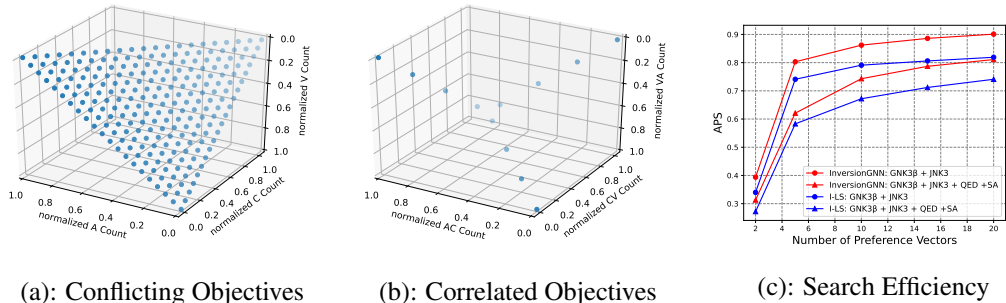 0.0
0.2
0.4
0.6
0.8
1.0
normalized V Count
1.0
0.8
0.6
0.4
0.2
0.0
normalized A Count
0.0
0.2
0.4
0.6
0.8
1.0
normalized C Count
(a): Conflicting Objectives
0.0
0.2
0.4
0.6
0.8
1.0
normalized VA Count
1.0
0.8
0.6
0.4
0.2
0.0
normalized AC Count
0.0
0.2
0.4
0.6
0.8
1.0
normalized CV Count
(b): Correlated Objectives
0.9
0.8
0.7
0.6
0.5
0.4
0.3
APS
InversionGNN: GNK3β + JNK3
InversionGNN: GNK3β + JNK3 + QED +SA
I-LS: GNK3β + JNK3
I-LS: GNK3β + JNK3 + QED +SA
2 4 6 8 10 12 14 16 18 20
Number of Preference Vectors
(c): Search Efficiency